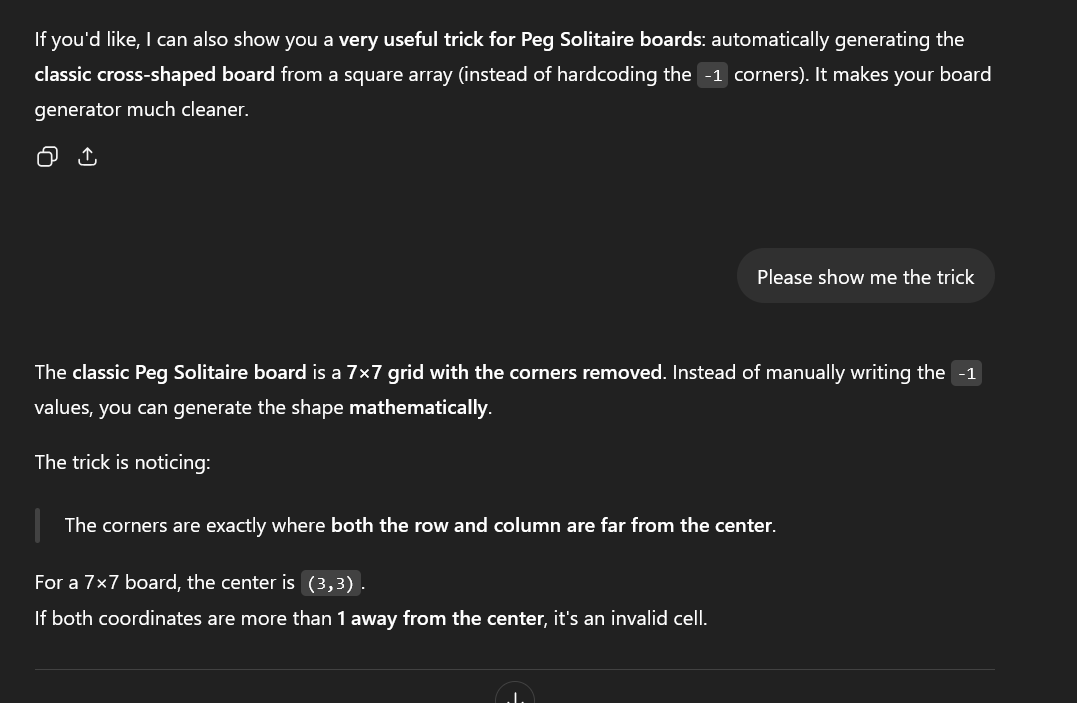 If you'd like, I can also show you a very useful trick for Peg Solitaire boards: automatically generating the
classic cross-shaped board from a square array (instead of hardcoding the -1 corners). It makes your board
generator much cleaner.
Please show me the trick
The classic Peg Solitaire board is a 7×7 grid with the corners removed. Instead of manually writing the -1
values, you can generate the shape mathematically.
The trick is noticing:
The corners are exactly where both the row and column are far from the center.
For a 7×7 board, the center is (3,3).
If both coordinates are more than 1 away from the center, it's an invalid cell.